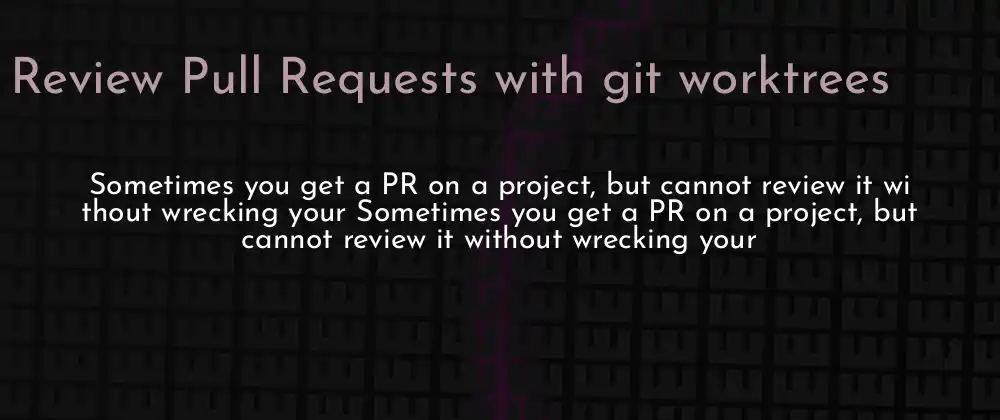 Review Pull Requests with git worktrees
Sometimes you get a PR on a project, but cannot review it wi
thout wrecking your Sometimes you get a PR on a project, but
cannot review it without wrecking your